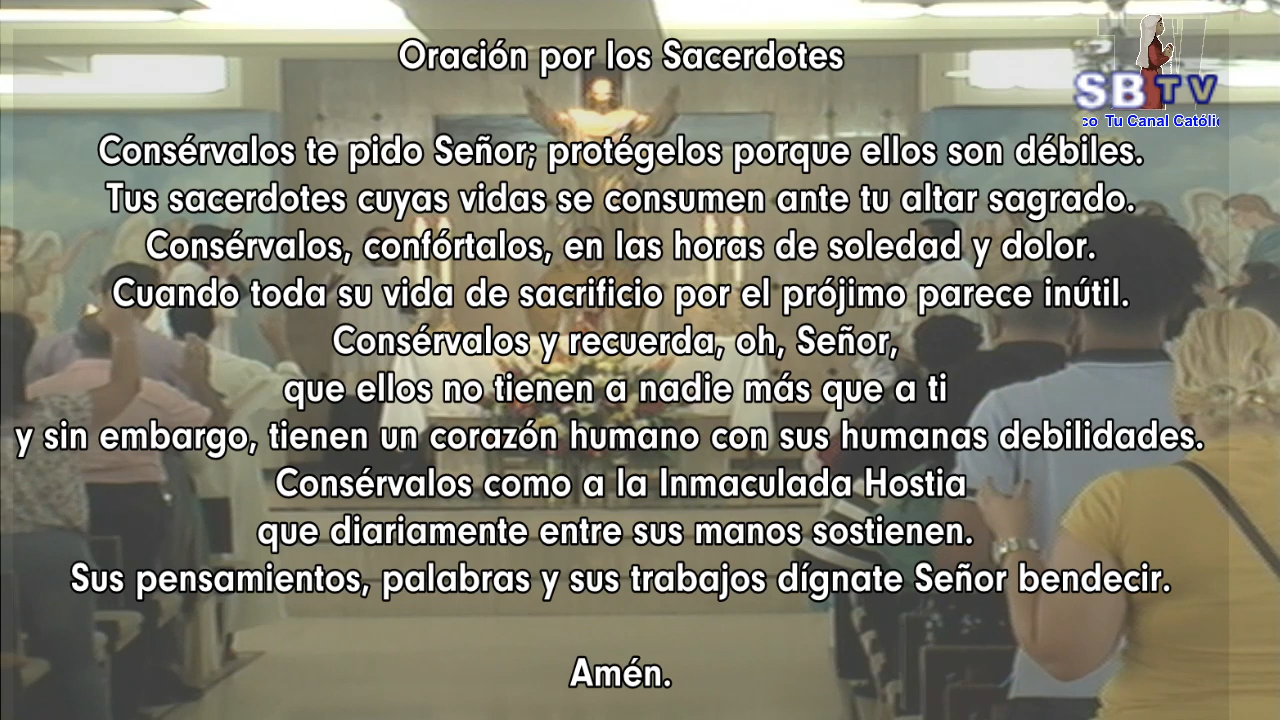 Oración por los Sacerdotes
SBTV
co Tu Canal Católic
Consérvalos te pido Señor; protégelos porque ellos son débiles.
Tus sacerdotes cuyas vidas se consumen ante tu altar sagrado.
Consérvalos, confórtalos, en las horas de soledad y dolor.
Cuando toda su vida de sacrificio por el prójimo parece inútil.
Consérvalos y recuerda, oh, Señor,
que ellos no tienen a nadie más que a ti
y sin embargo, tienen un corazón humano con sus humanas debilidades.
Consérvalos como a la Inmaculada Hostia
que diariamente entre sus manos sostienen.
Sus pensamientos, palabras y sus trabajos dígnate Señor bendecir.
Amén.